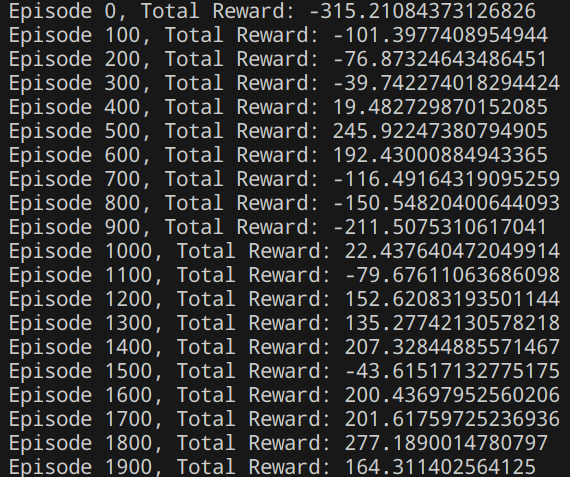 Episode 0, Total Reward: -315.21084373126826
Episode 100, Total Reward: -101.3977408954944
Episode 200, Total Reward: -76.87324643486451
Episode 300, Total Reward: -39.742274018294424
Episode 400, Total Reward: 19.482729870152085
Episode 500, Total Reward: 245.92247380794905
Episode 600, Total Reward: 192.43000884943365
Episode 700, Total Reward: -116.49164319095259
Episode 800, Total Reward: -150.54820400644093
Episode 900, Total Reward: -211.5075310617041
Episode 1000, Total Reward: 22.437640472049914
Episode 1100, Total Reward: -79.67611063686098
Episode 1200, Total Reward: 152.62083193501144
Episode 1300, Total Reward: 135.27742130578218
Episode 1400, Total Reward: 207.32844885571467
Episode 1500, Total Reward: -43.61517132775175
Episode 1600, Total Reward: 200.43697952560206
Episode 1700, Total Reward: 201.61759725236936
Episode 1800, Total Reward: 277.1890014780797
Episode 1900, Total Reward: 164.311402564125